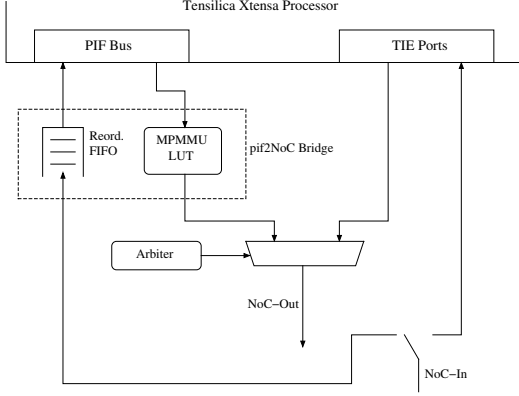 Tensilica Xtensa Processor
PIF Bus
TIE Ports
Reord.
FIFO
MPMMU
LUT
pif2NoC Bridge
Arbiter
NoC−Out
NoC−In